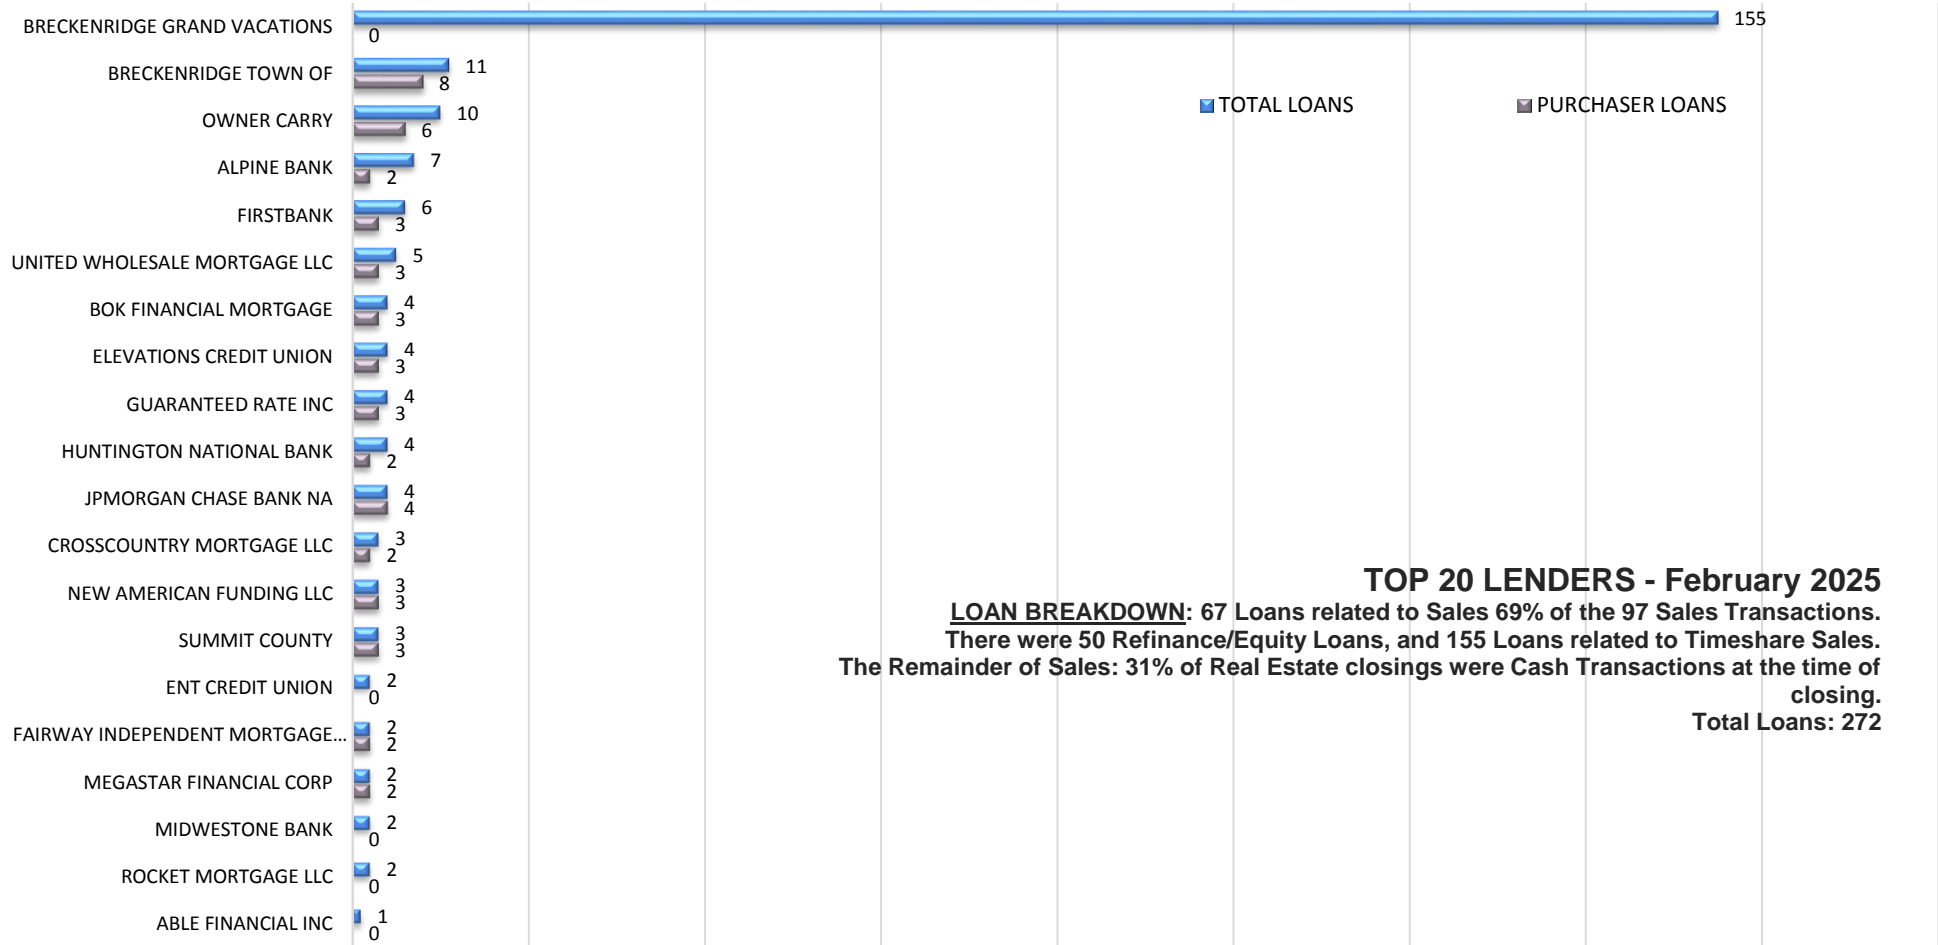 BRECKENRIDGE GRAND VACATIONS 155
0
BRECKENRIDGE TOWN OF 11
8
TOTAL LOANS PURCHASER LOANS
OWNER CARRY 10
6
ALPINE BANK 7
2
FIRSTBANK 6
3
UNITED WHOLESALE MORTGAGE LLC 5
3
BOK FINANCIAL MORTGAGE 4
3
ELEVATIONS CREDIT UNION 4
3
GUARANTEED RATE INC 4
3
HUNTINGTON NATIONAL BANK 4
2
JPMORGAN CHASE BANK NA 4
4
CROSSCOUNTRY MORTGAGE LLC 3
2
NEW AMERICAN FUNDING LLC 3
3
SUMMIT COUNTY 3
3
ENT CREDIT UNION 2
0
FAIRWAY INDEPENDENT MORTGAGE... 2
2
MEGASTAR FINANCIAL CORP 2
2
MIDWESTONE BANK 2
0
ROCKET MORTGAGE LLC 2
0
ABLE FINANCIAL INC 1
0
TOP 20 LENDERS - February 2025
LOAN BREAKDOWN: 67 Loans related to Sales 69% of the 97 Sales Transactions.
There were 50 Refinance/Equity Loans, and 155 Loans related to Timeshare Sales.
The Remainder of Sales: 31% of Real Estate closings were Cash Transactions at the time of
closing.
Total Loans: 272